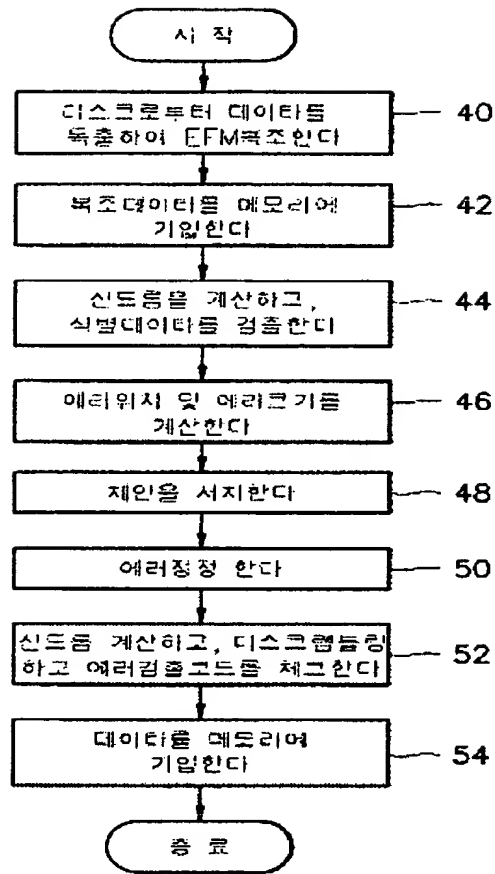 시 작
디스크로부터 데이타를
독출하여 EFM복조한다
40
복조데이타를 메모리에
기입한다
42
신드롬을 계산하고,
식별데이타를 검출한다
44
에러위치 및 에러크기를
계산한다
46
체인을 서치한다
48
에러정정 한다
50
신드롬 계산하고, 디스크램블링
하고 에러검출코드를 체크한다
52
데이타를 메모리에
기입한다
54
종 료